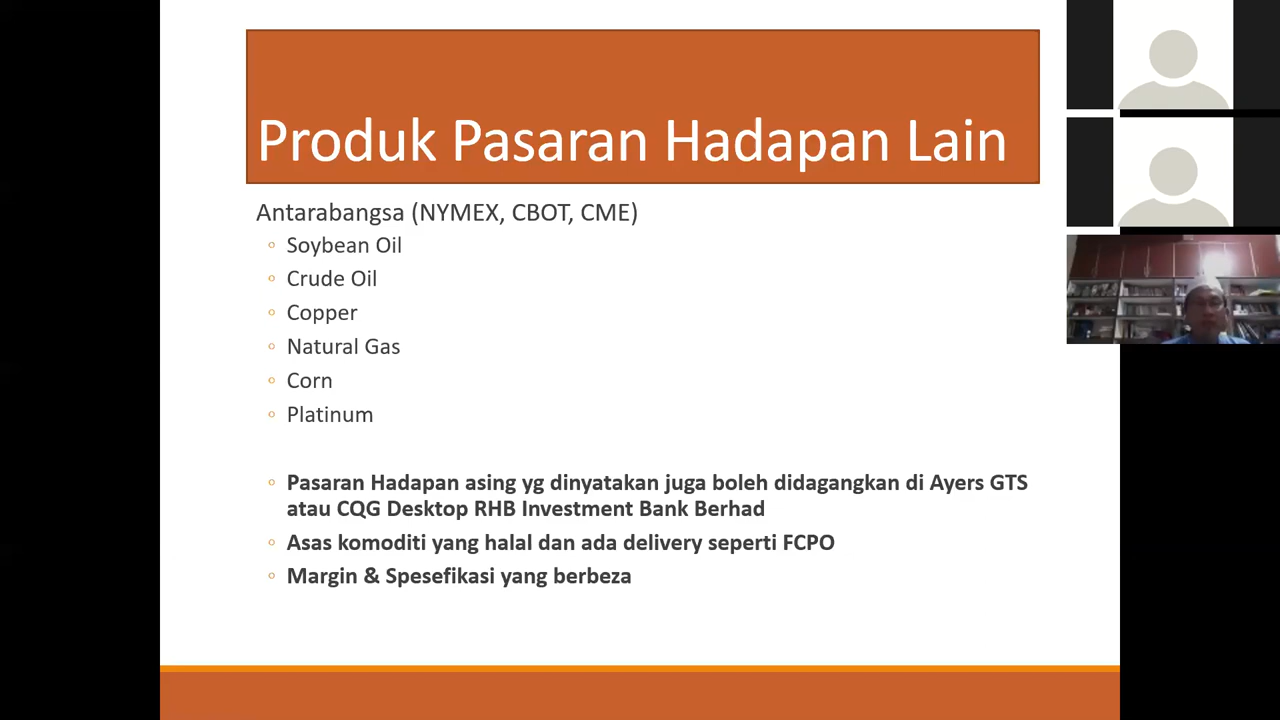 Produk Pasaran Hadapan Lain
Antarabangsa (NYMEX, CBOT, CME)
Soybean Oil
Crude Oil
Copper
Natural Gas
Corn
Platinum
Pasaran Hadapan asing yg dinyatakan juga boleh didagangkan di Ayers GTS
atau CQG Desktop RHB Investment Bank Berhad
Asas komoditi yang halal dan ada delivery seperti FCPO
Margin & Spesefikasi yang berbeza